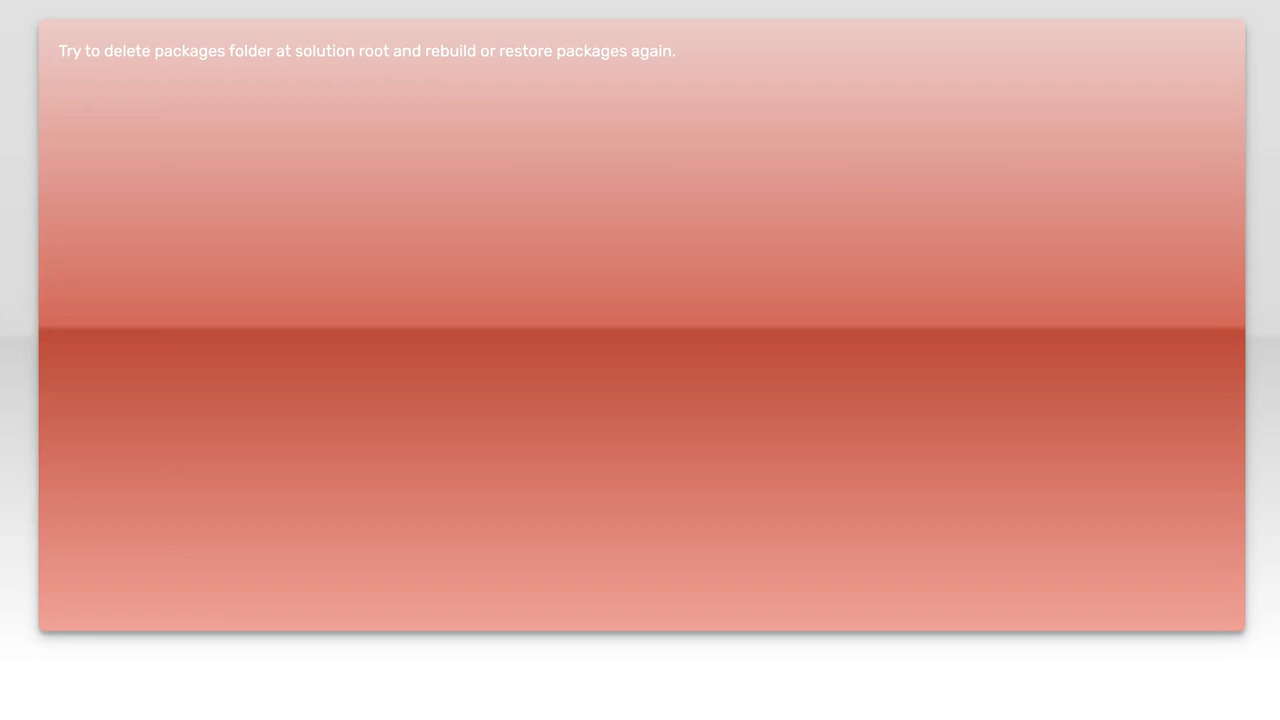 Try to delete packages folder at solution root and rebuild or restore packages again.